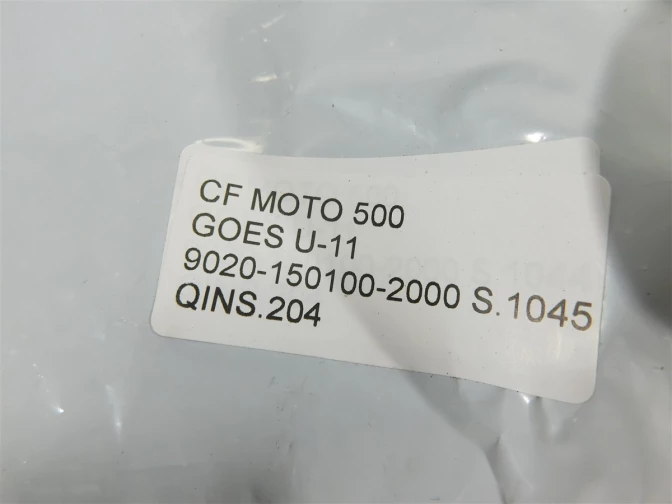 CF MOTO 500
GOES U-11
9020-150100-2000 S.1045
QINS.204